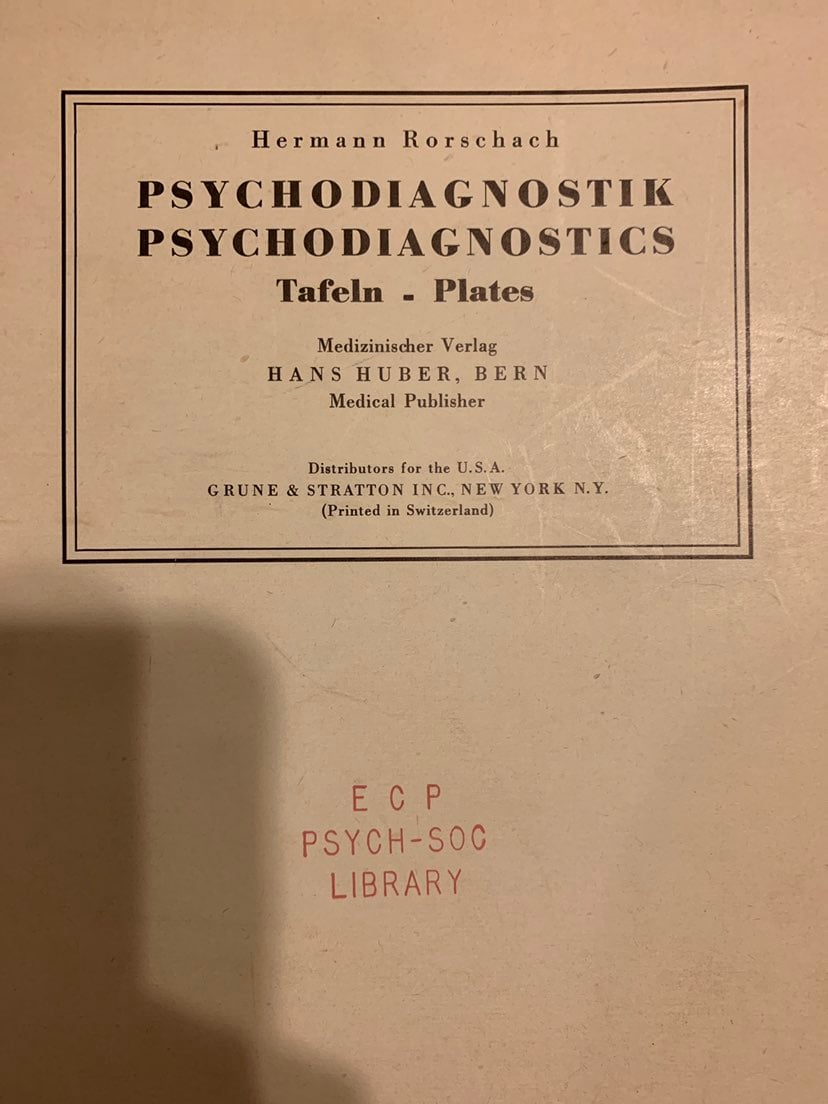 Hermann Rorschach
PSYCHODIAGNOSTIK
PSYCHODIAGNOSTICS
Tafeln - Plates
Medizinischer Verlag
HANS HUBER, BERN
Medical Publisher
Distributors for the U.S.A.
GRUNE & STRATTON INC., NEW YORK N.Y.
(Printed in Switzerland)
E C P
PSYCH-SOC
LIBRARY